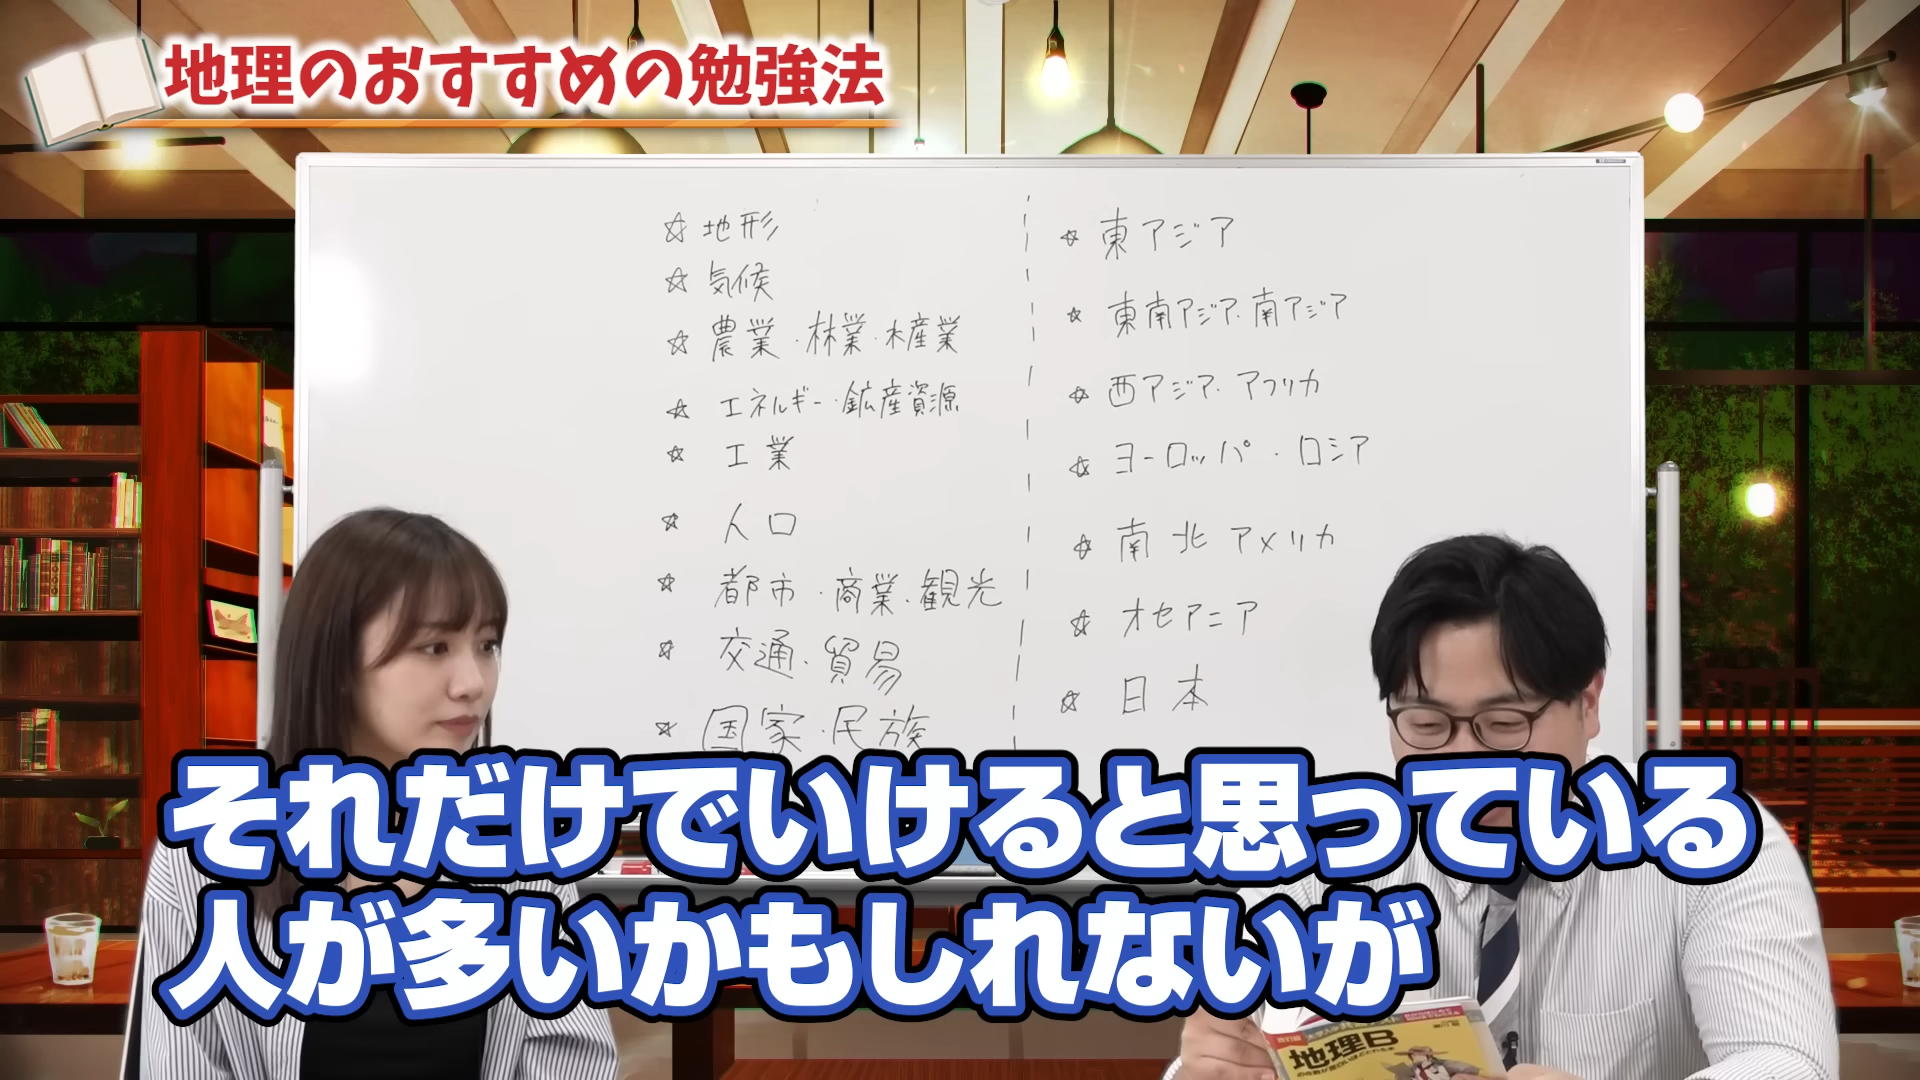 地理のおすすめの勉強法
☆ 地形
☆ 気候
☆ 農業・林業・水産業
☆ エネルギー・鉱産資源
☆ 工業
☆ 人口
☆ 都市・商業・観光
☆ 交通・貿易
☆ 国家・民族
☆ 東アジア
☆ 東南アジア・南アジア
☆ 西アジア・アフリカ
☆ ヨーロッパ・ロシア
☆ 南北アメリカ
☆ オセアニア
☆ 日本
それだけでいけると思っている
人が多いかもしれないが
地理B